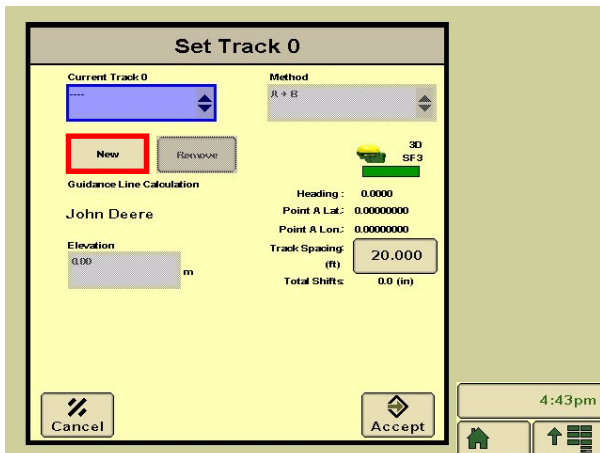 Set Track 0
Current Track 0
Method
----
A → B
New
Remove
3D
SF3
Guidance Line Calculation
John Deere
Heading : 0.0000
Point A Lat.: 0.00000000
Point A Lon.: 0.00000000
Elevation
0.00
m
Track Spacing:
(ft)
20.000
Total Shifts: 0.0 (in)
Cancel
Accept
4:43pm